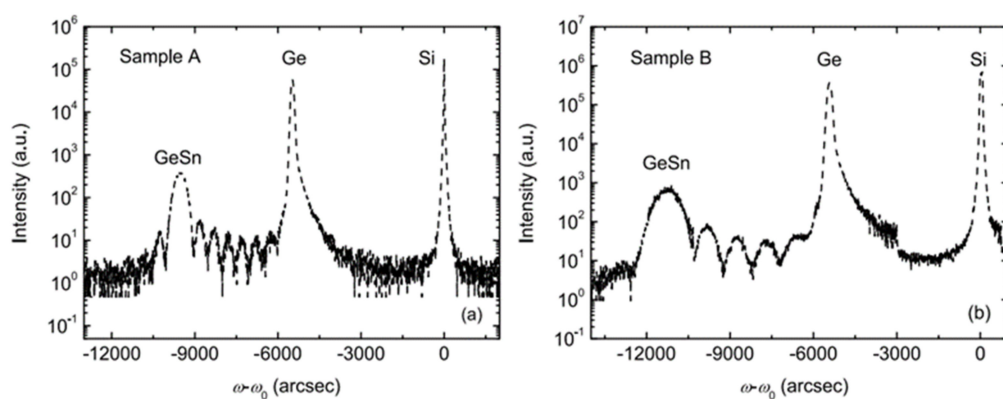 10^6
10^5
10^4
10^3
10^2
10^1
10^0
10^-1
Intensity (a.u.)
Sample A
Ge
Si
GeSn
(a)
-12000 -9000 -6000 -3000 0
ω-ω₀ (arcsec)
10^7
10^6
10^5
10^4
10^3
10^2
10^1
10^0
10^-1
Intensity (a.u.)
Sample B
Ge
Si
GeSn
(b)
-12000 -9000 -6000 -3000 0
ω-ω₀ (arcsec)